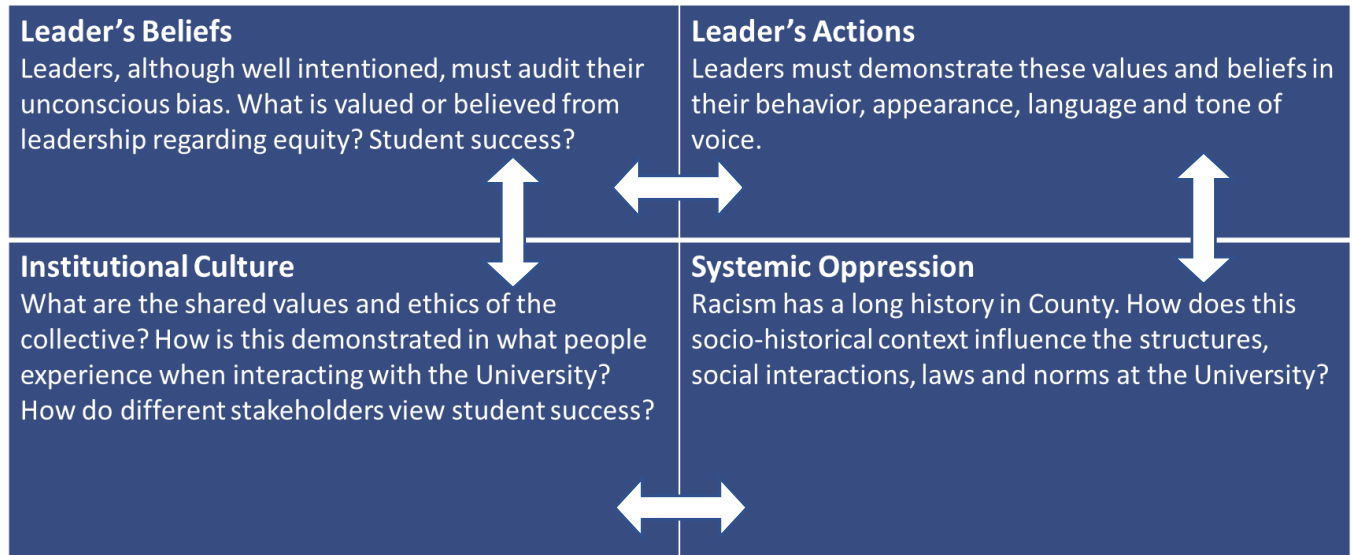 Leader’s Beliefs
Leaders, although well intentioned, must audit their
unconscious bias. What is valued or believed from
leadership regarding equity? Student success?
Leader’s Actions
Leaders must demonstrate these values and beliefs in
their behavior, appearance, language and tone of
voice.
Institutional Culture
What are the shared values and ethics of the
collective? How is this demonstrated in what people
experience when interacting with the University?
How do different stakeholders view student success?
Systemic Oppression
Racism has a long history in County. How does this
socio-historical context influence the structures,
social interactions, laws and norms at the University?